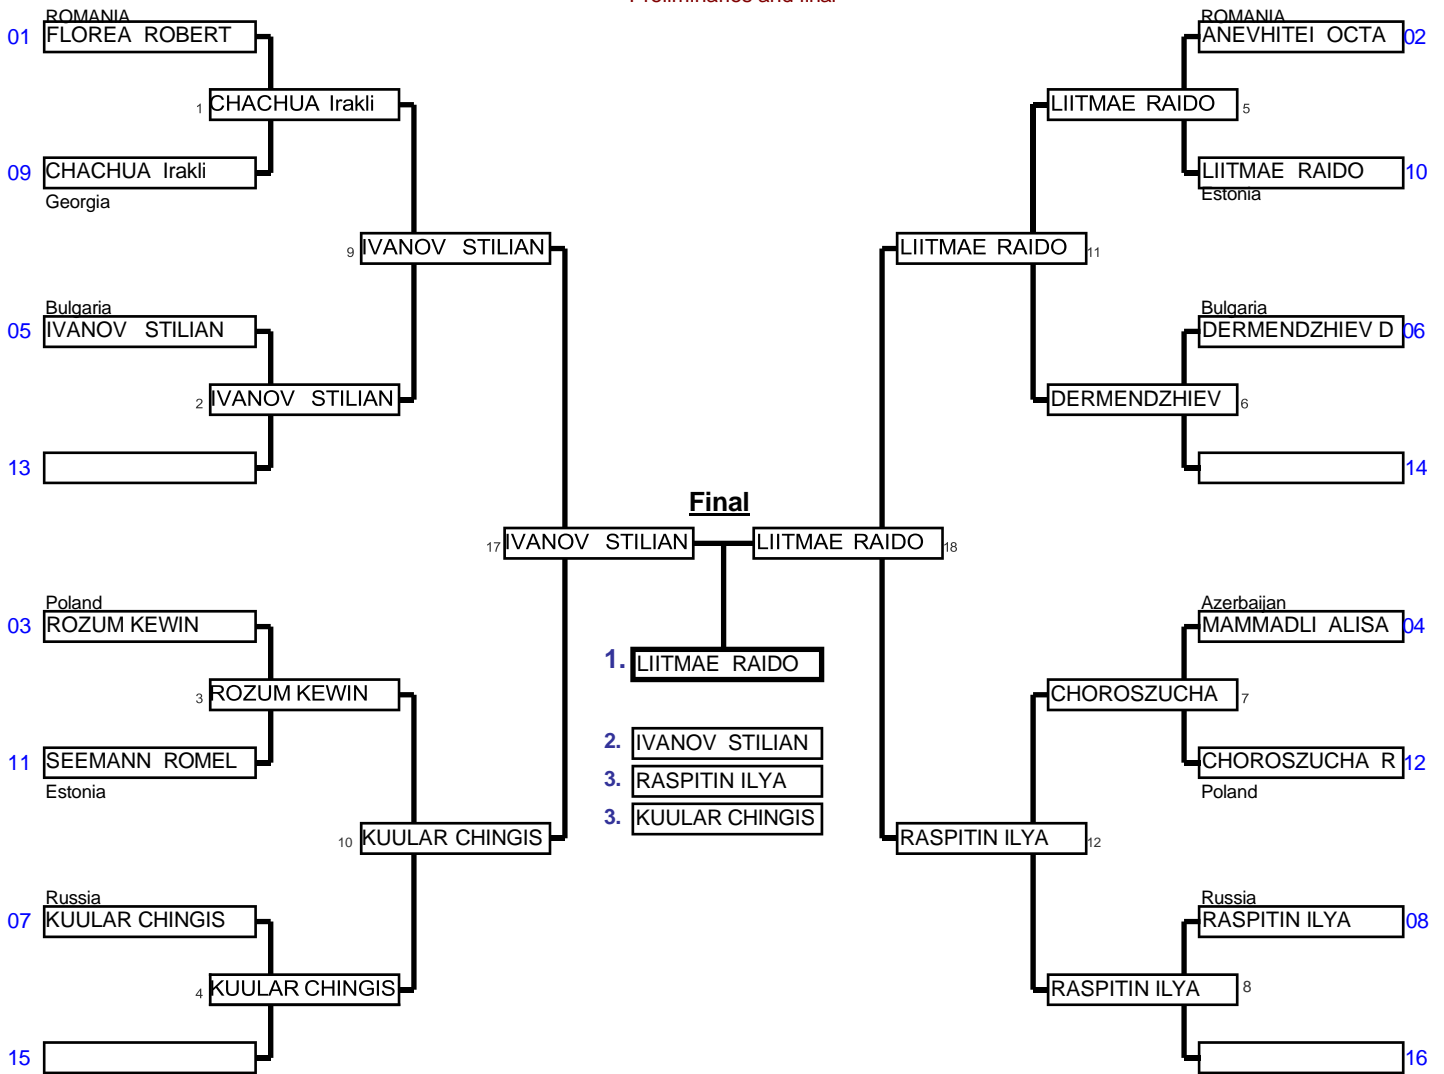 Preliminaries and final
ROMANIA
01 FLOREA ROBERT
1 CHACHUA Irakli
09 CHACHUA Irakli
Georgia
9 IVANOV STILIAN
Bulgaria
05 IVANOV STILIAN
2 IVANOV STILIAN
13
17 IVANOV STILIAN
Poland
03 ROZUM KEWIN
3 ROZUM KEWIN
11 SEEMANN ROMEL
Estonia
10 KUULAR CHINGIS
Russia
07 KUULAR CHINGIS
4 KUULAR CHINGIS
15
Final
1. LIITMAE RAIDO
2. IVANOV STILIAN
3. RASPITIN ILYA
3. KUULAR CHINGIS
ROMANIA
ANEVHITEI OCTA 02
LIITMAE RAIDO 5
LIITMAE RAIDO 10
Estonia
LIITMAE RAIDO 11
Bulgaria
DERMENDZHIEV D 06
DERMENDZHIEV 6
14
LIITMAE RAIDO 18
Azerbaijan
MAMMADLI ALISA 04
CHOROSZUCHA 7
CHOROSZUCHA R 12
Poland
RASPITIN ILYA 12
Russia
RASPITIN ILYA 08
RASPITIN ILYA 8
16